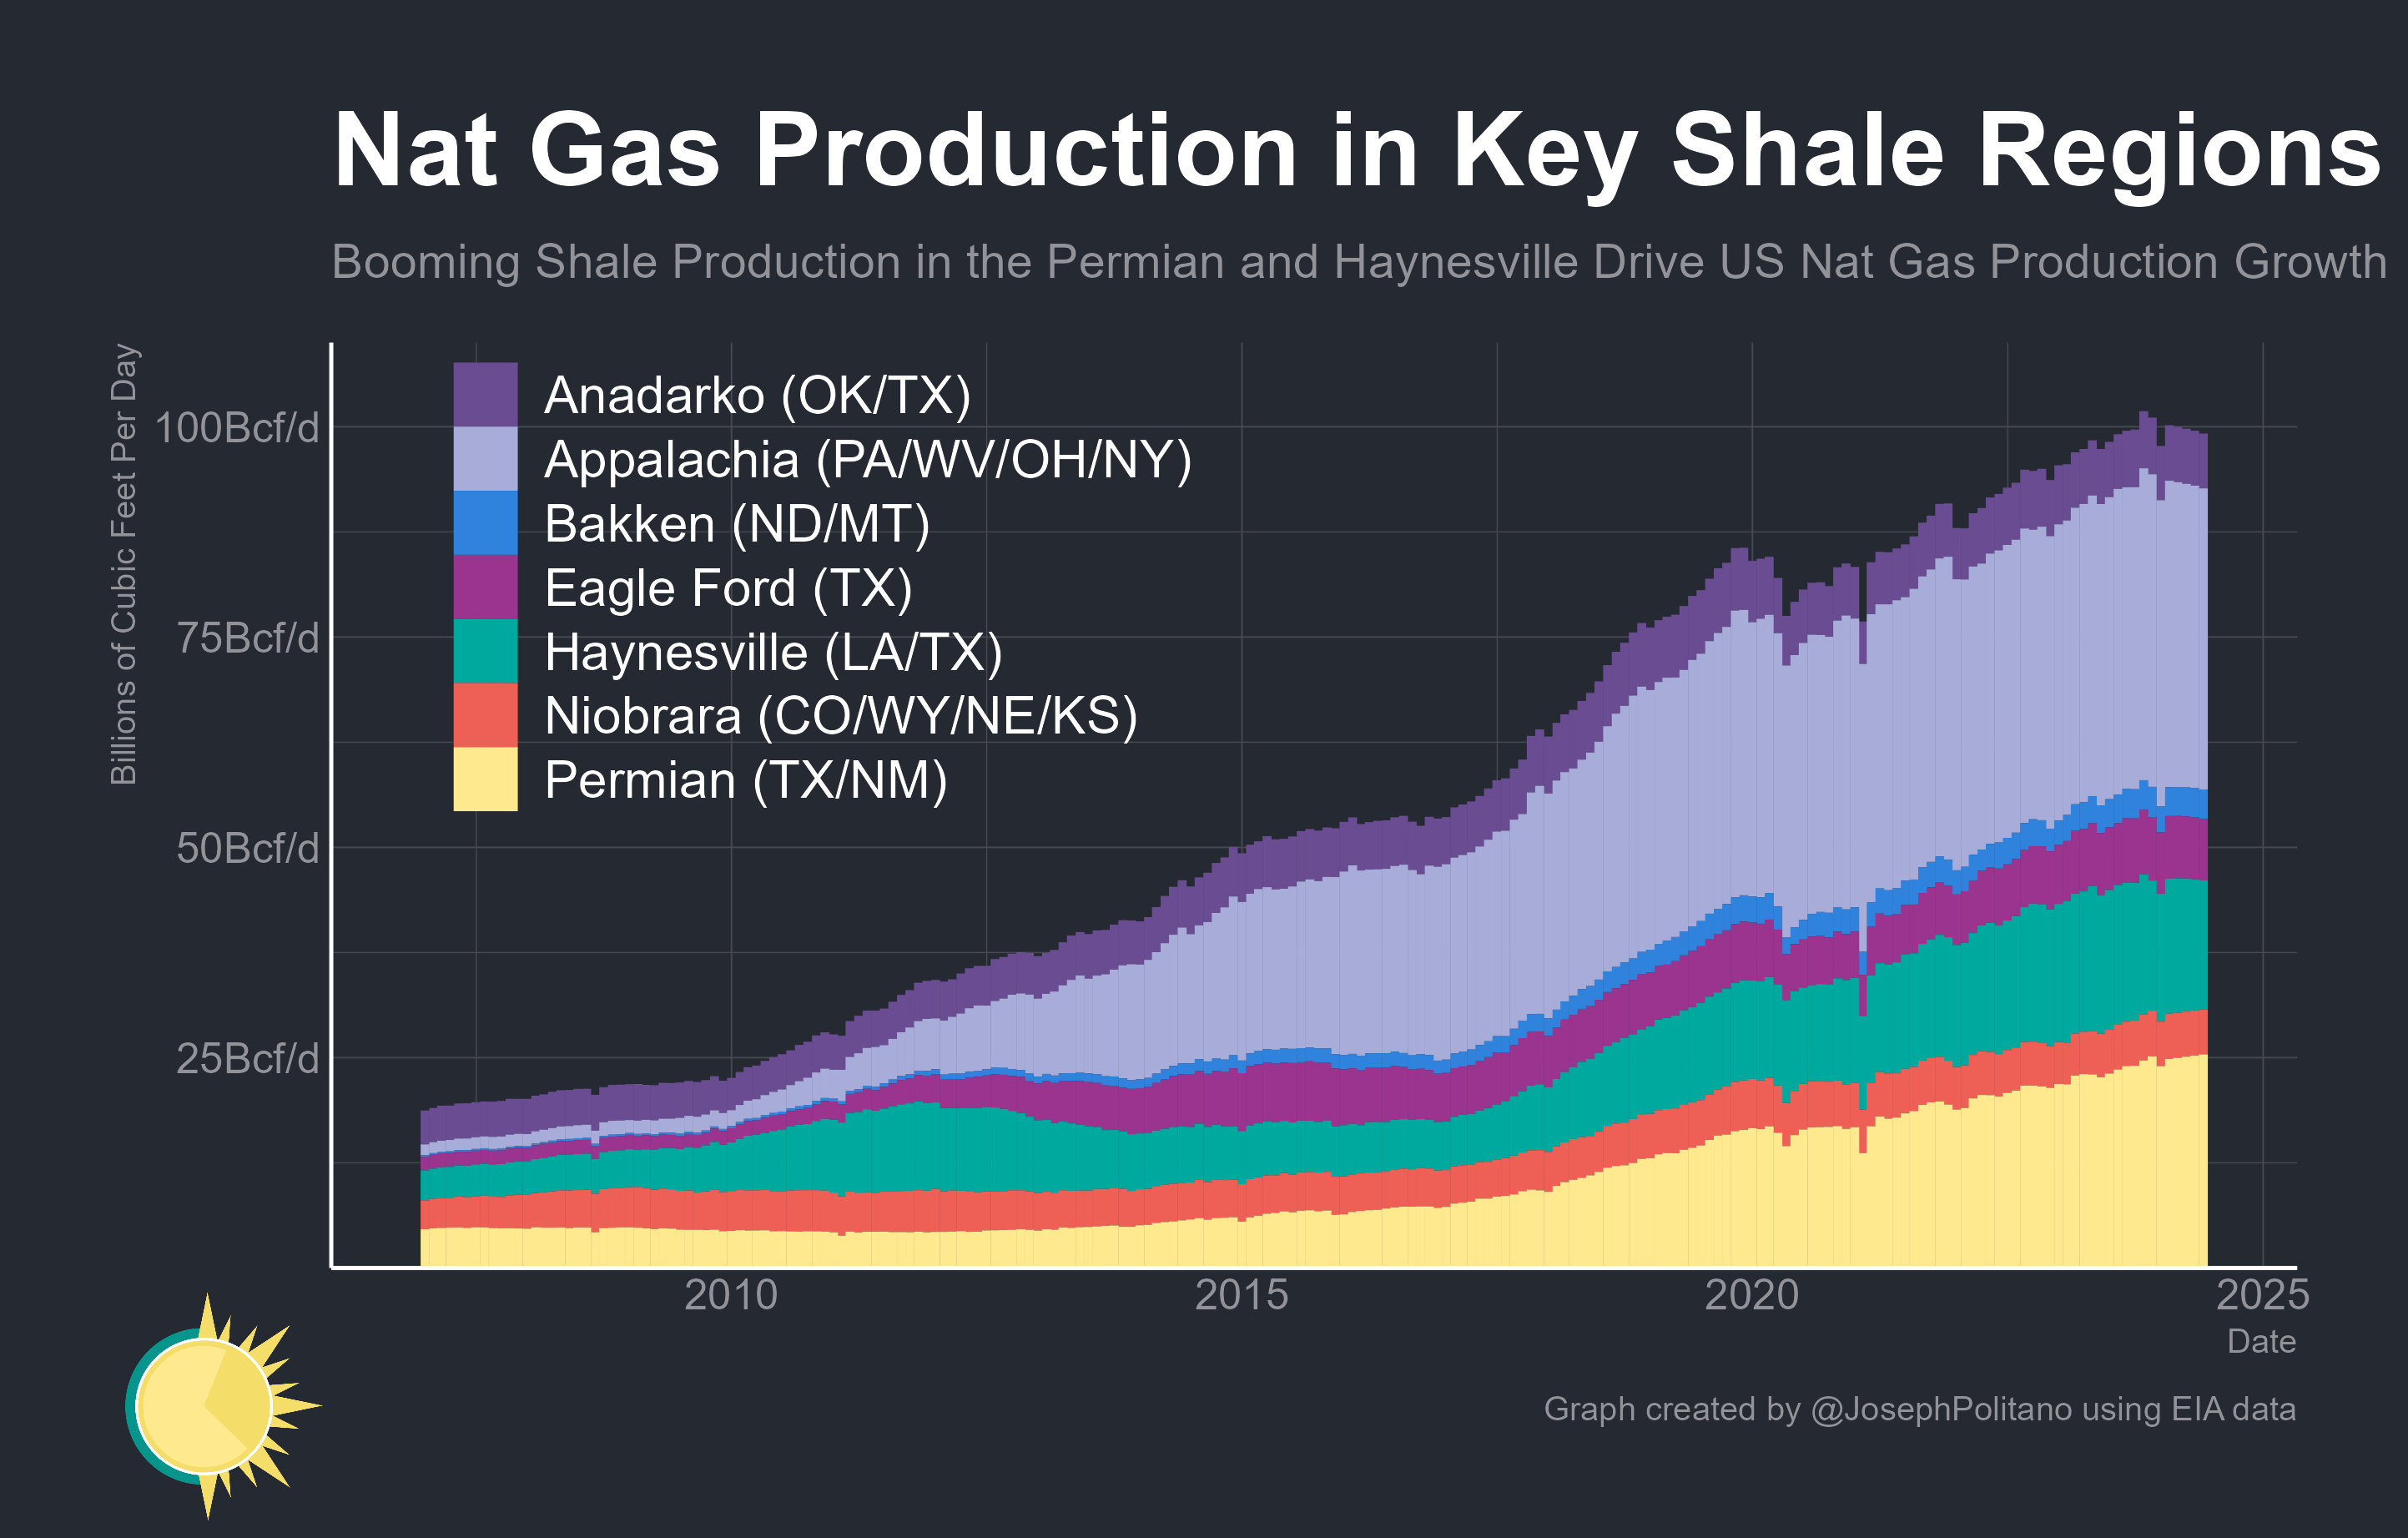 Nat Gas Production in Key Shale Regions
Booming Shale Production in the Permian and Haynesville Drive US Nat Gas Production Growth
Billions of Cubic Feet Per Day
100Bcf/d
75Bcf/d
50Bcf/d
25Bcf/d
Anadarko (OK/TX)
Appalachia (PA/WV/OH/NY)
Bakken (ND/MT)
Eagle Ford (TX)
Haynesville (LA/TX)
Niobrara (CO/WY/NE/KS)
Permian (TX/NM)
2010 2015 2020 2025
Date
Graph created by @JosephPolitano using EIA data